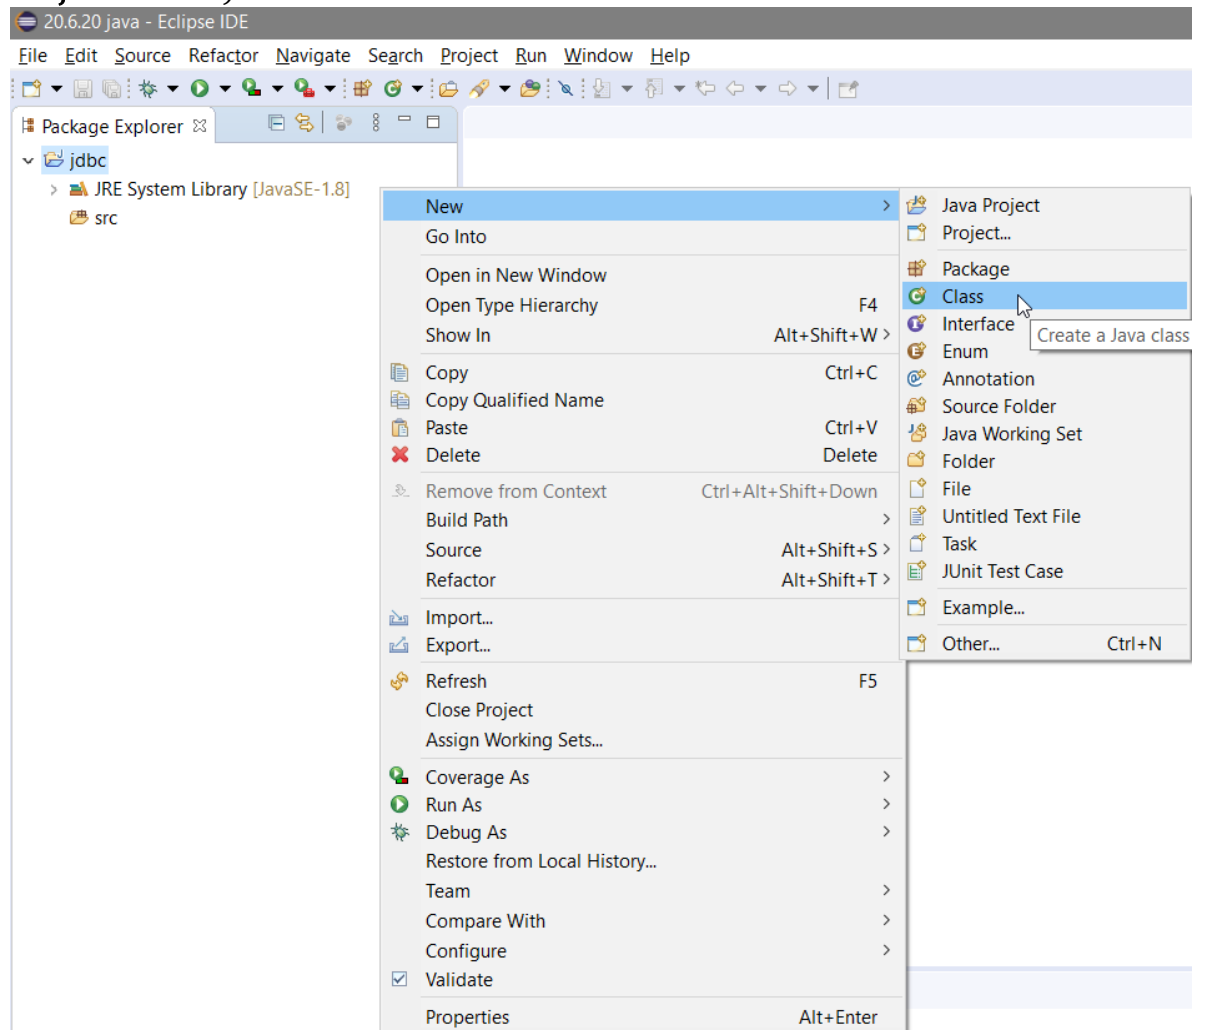 20.6.20 java - Eclipse IDE
File Edit Source Refactor Navigate Search Project Run Window Help
Package Explorer
jdbc
JRE System Library [JavaSE-1.8]
src
New
Go Into
Open in New Window
Open Type Hierarchy F4
Show In Alt+Shift+W
Copy Ctrl+C
Copy Qualified Name
Paste Ctrl+V
Delete Delete
Remove from Context Ctrl+Alt+Shift+Down
Build Path
Source Alt+Shift+S
Refactor Alt+Shift+T
Import...
Export...
Refresh F5
Close Project
Assign Working Sets...
Coverage As
Run As
Debug As
Restore from Local History...
Team
Compare With
Configure
Validate
Properties Alt+Enter
Java Project
Project...
Package
Class
Interface
Create a Java class
Enum
Annotation
Source Folder
Java Working Set
Folder
File
Untitled Text File
Task
JUnit Test Case
Example...
Other... Ctrl+N